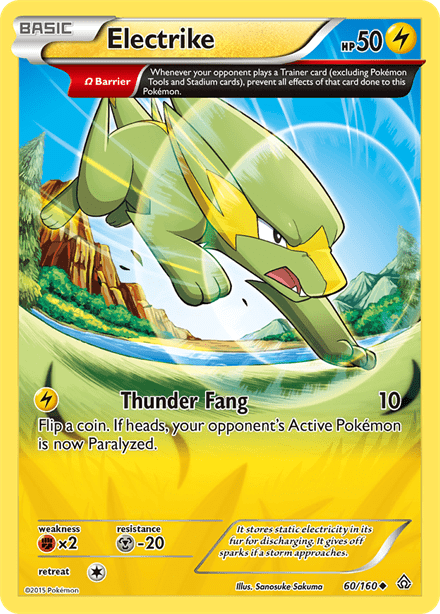 BASIC Electrike HP50
Ω Barrier
Whenever your opponent plays a Trainer card (excluding Pokémon
Tools and Stadium cards), prevent all effects of that card done to this
Pokémon.
Thunder Fang 10
Flip a coin. If heads, your opponent's Active Pokémon
is now Paralyzed.
weakness resistance
×2 -20
retreat
It stores static electricity in its
fur for discharging. It gives off
sparks if a storm approaches.
©2015 Pokémon Illus. Sanosuke Sakuma 60/160